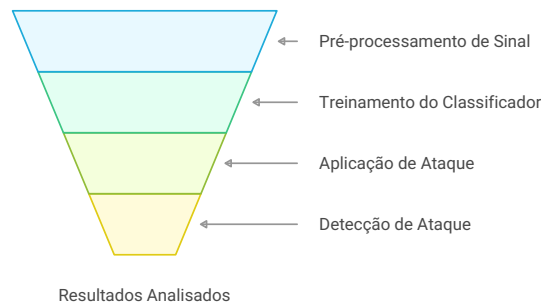 Pré-processamento de Sinal
Treinamento do Classificador
Aplicação de Ataque
Detecção de Ataque
Resultados Analisados